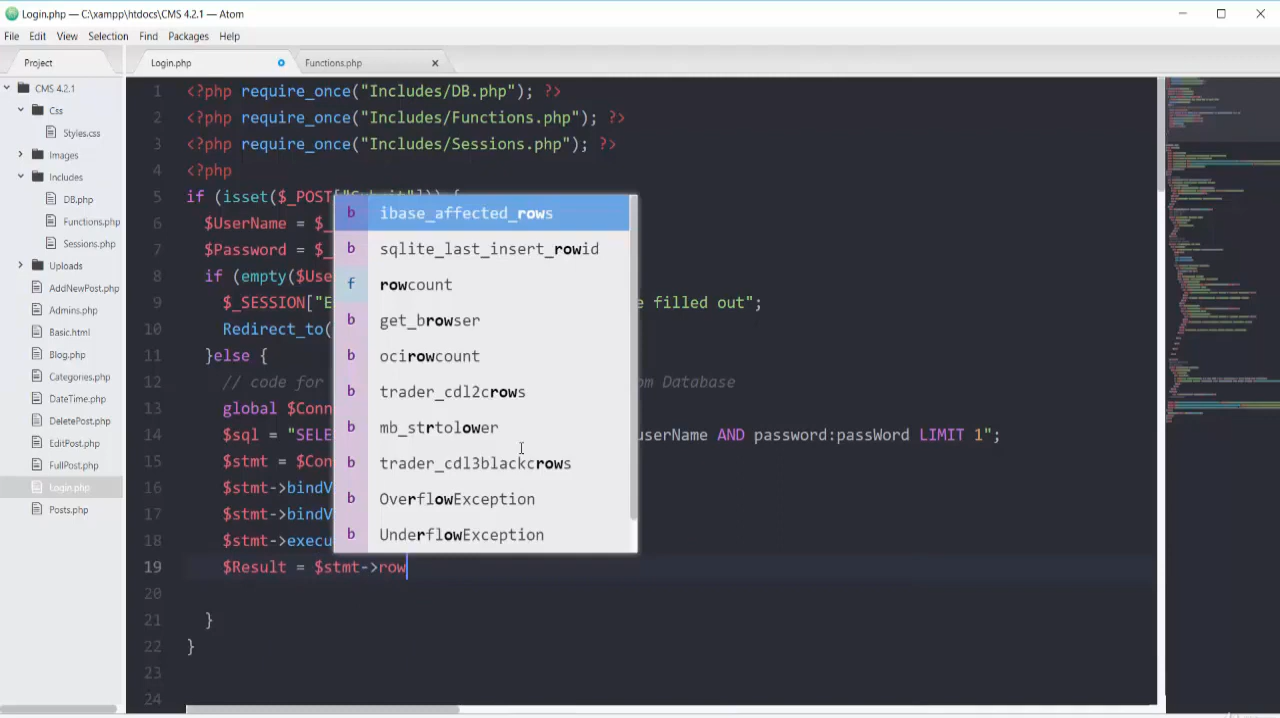 Login.php — C:\xampp\htdocs\CMS 4.2.1 — Atom
File Edit View Selection Find Packages Help
Project
Login.php
Functions.php
CMS 4.2.1
Css
Styles.css
Images
Includes
DB.php
Functions.php
Sessions.php
Uploads
AddNewPost.php
Admins.php
Basic.html
Blog.php
Categories.php
DateTime.php
DeletePost.php
EditPost.php
FullPost.php
Login.php
Posts.php
1 <?php require_once("Includes/DB.php"); ?>
2 <?php require_once("Includes/Functions.php"); ?>
3 <?php require_once("Includes/Sessions.php"); ?>
4 <?php
5 if (isset($_POST["Submit"])) {
6 $UserName = $_
7 $Password = $_
8 if (empty($Use
9 $_SESSION["E e filled out";
10 Redirect_to(
11 }else {
12 // code for om Database
13 global $Conn
14 $sql = "SELE userName AND password:passWord LIMIT 1";
15 $stmt = $Con
16 $stmt->bindV
17 $stmt->bindV
18 $stmt->execu
19 $Result = $stmt->row
20
21 }
22 }
23
24
b ibase_affected_rows
b sqlite_last_insert_rowid
f rowcount
b get_browser
b ocirowcount
b trader_cdl2crows
b mb_strtolower
b trader_cdl3blackcrows
b OverflowException
b UnderflowException